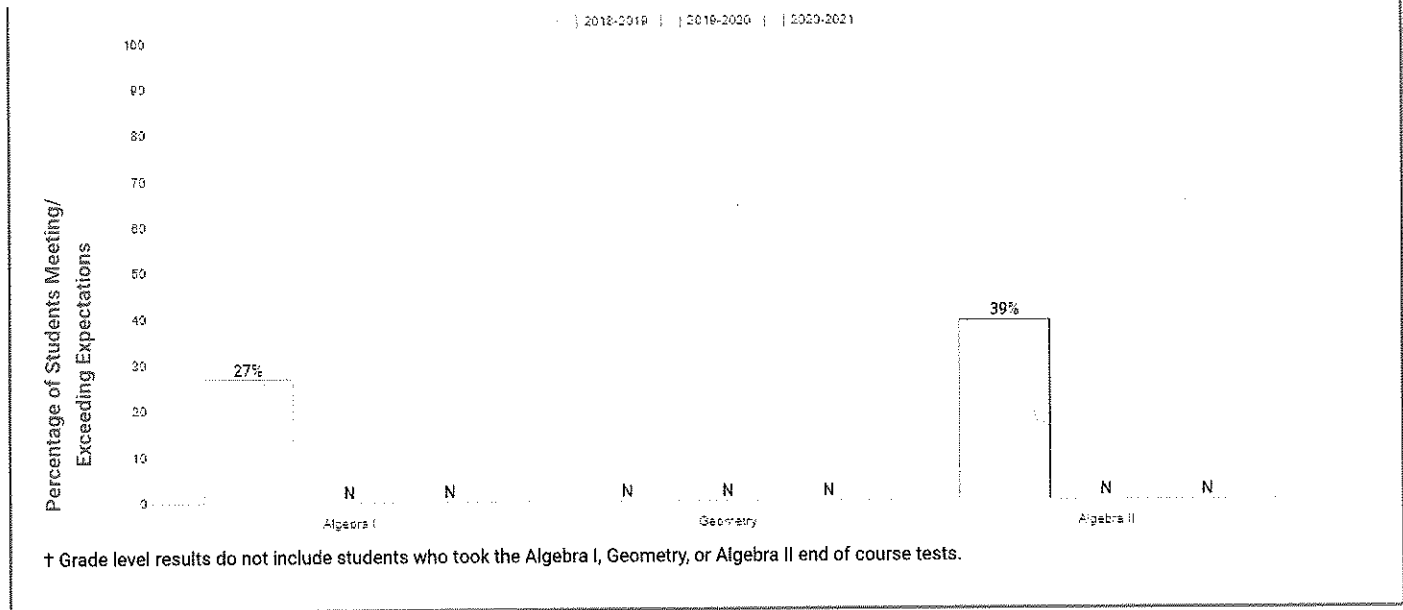 2018-2019 2019-2020 2020-2021
100
90
80
70
60
50
40
30
20
10
0
Percentage of Students Meeting/
Exceeding Expectations
27%
N N
N N N
39%
N N
Algebra I Geometry Algebra II
† Grade level results do not include students who took the Algebra I, Geometry, or Algebra II end of course tests.